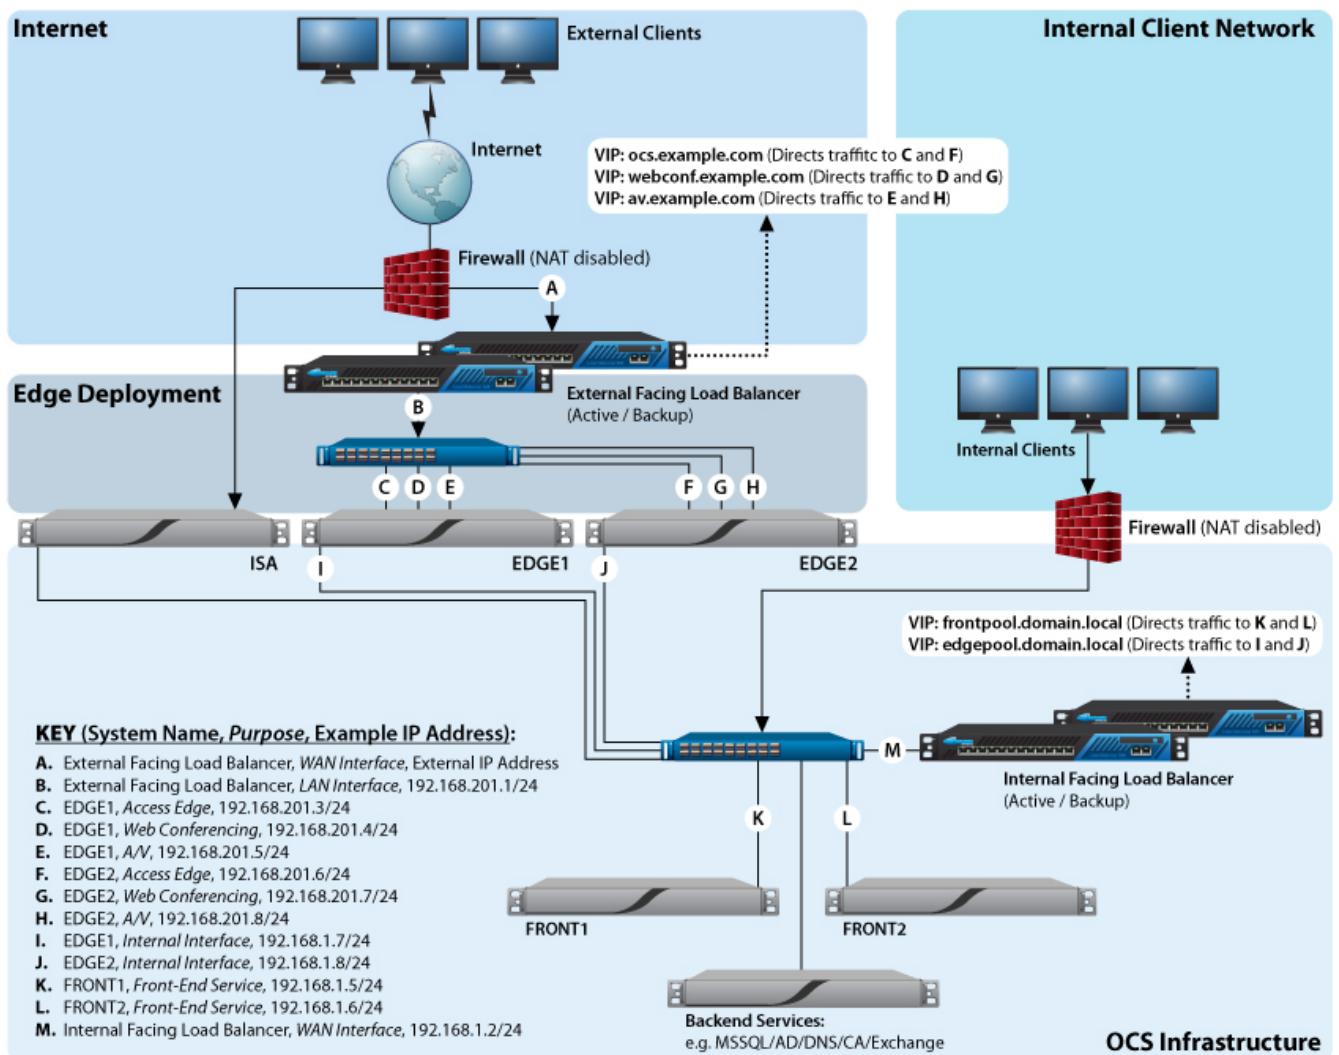 Internet
External Clients
Internal Client Network
Internet
VIP: ocs.example.com (Directs traffitc to C and F)
VIP: webconf.example.com (Directs traffic to D and G)
VIP: av.example.com (Directs traffic to E and H)
Firewall (NAT disabled)
A
Edge Deployment
External Facing Load Balancer
(Active / Backup)
B
Internal Clients
C D E F G H
Firewall (NAT disabled)
ISA
I
EDGE1
J
EDGE2
VIP: frontpool.domain.local (Directs traffic to K and L)
VIP: edgepool.domain.local (Directs traffic to I and J)
KEY (System Name, Purpose, Example IP Address):
A. External Facing Load Balancer, WAN Interface, External IP Address
B. External Facing Load Balancer, LAN Interface, 192.168.201.1/24
C. EDGE1, Access Edge, 192.168.201.3/24
D. EDGE1, Web Conferencing, 192.168.201.4/24
E. EDGE1, A/V, 192.168.201.5/24
F. EDGE2, Access Edge, 192.168.201.6/24
G. EDGE2, Web Conferencing, 192.168.201.7/24
H. EDGE2, A/V, 192.168.201.8/24
I. EDGE1, Internal Interface, 192.168.1.7/24
J. EDGE2, Internal Interface, 192.168.1.8/24
K. FRONT1, Front-End Service, 192.168.1.5/24
L. FRONT2, Front-End Service, 192.168.1.6/24
M. Internal Facing Load Balancer, WAN Interface, 192.168.1.2/24
M
Internal Facing Load Balancer
(Active / Backup)
K
L
FRONT1
FRONT2
Backend Services:
e.g. MSSQL/AD/DNS/CA/Exchange
OCS Infrastructure